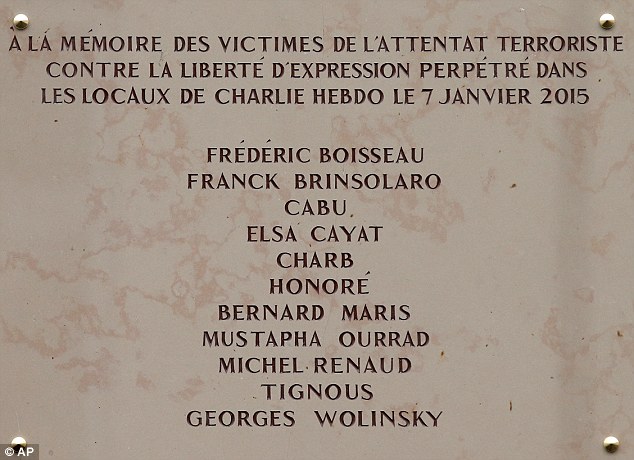 À LA MÉMOIRE DES VICTIMES DE L'ATTENTAT TERRORISTE
CONTRE LA LIBERTÉ D'EXPRESSION PERPÉTRÉ DANS
LES LOCAUX DE CHARLIE HEBDO LE 7 JANVIER 2015
FRÉDÉRIC BOISSEAU
FRANCK BRINSOLARO
CABU
ELSA CAYAT
CHARB
HONORÉ
BERNARD MARIS
MUSTAPHA OURRAD
MICHEL RENAUD
TIGNOUS
GEORGES WOLINSKY
© AP